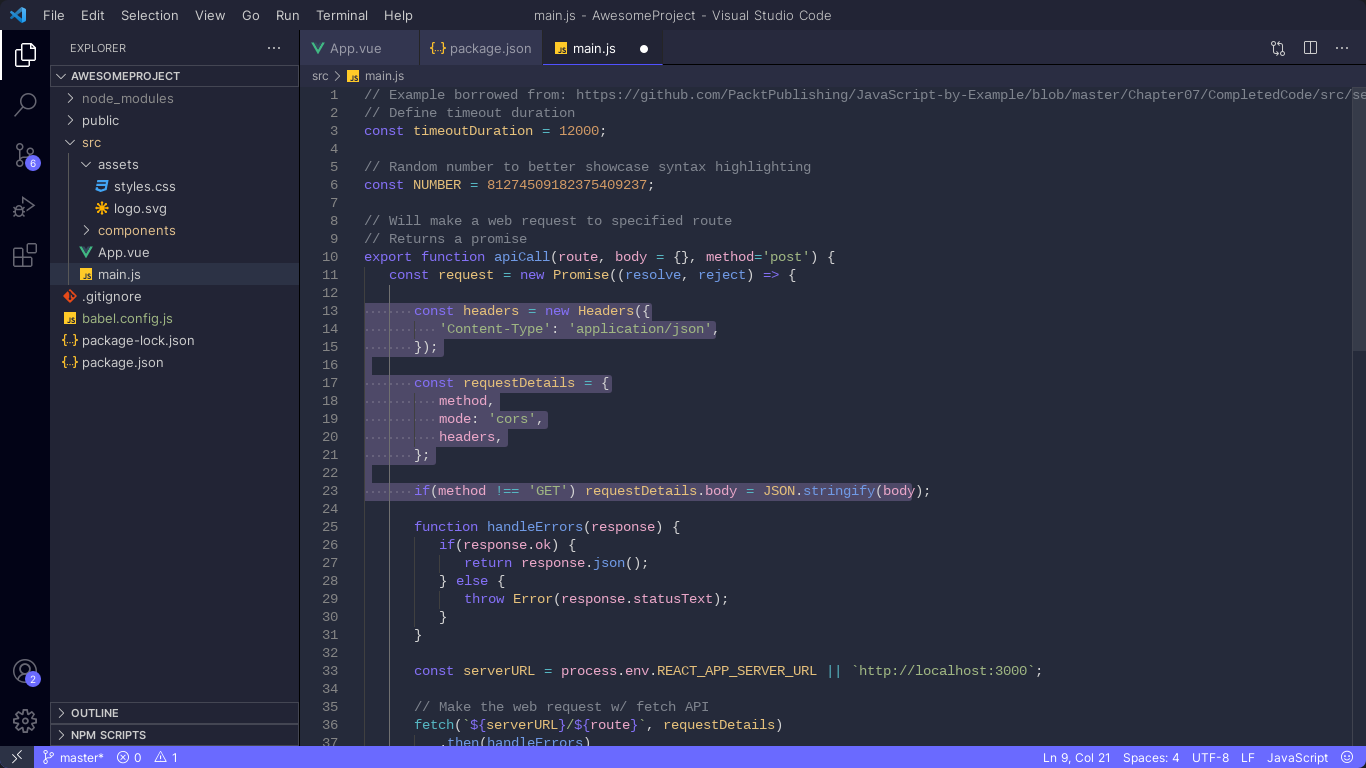 File Edit Selection View Go Run Terminal Help
main.js - AwesomeProject - Visual Studio Code
EXPLORER
AWESOMEPROJECT
node_modules
public
src
assets
styles.css
logo.svg
components
App.vue
main.js
.gitignore
babel.config.js
package-lock.json
package.json
OUTLINE
NPM SCRIPTS
6
2
App.vue
package.json
main.js
src > main.js
1 // Example borrowed from: https://github.com/PacktPublishing/JavaScript-by-Example/blob/master/Chapter07/CompletedCode/src/se
2 // Define timeout duration
3 const timeoutDuration = 12000;
4
5 // Random number to better showcase syntax highlighting
6 const NUMBER = 81274509182375409237;
7
8 // Will make a web request to specified route
9 // Returns a promise
10 export function apiCall(route, body = {}, method='post') {
11 const request = new Promise((resolve, reject) => {
12
13 const headers = new Headers({
14 'Content-Type': 'application/json',
15 });
16
17 const requestDetails = {
18 method,
19 mode: 'cors',
20 headers,
21 };
22
23 if(method !== 'GET') requestDetails.body = JSON.stringify(body);
24
25 function handleErrors(response) {
26 if(response.ok) {
27 return response.json();
28 } else {
29 throw Error(response.statusText);
30 }
31 }
32
33 const serverURL = process.env.REACT_APP_SERVER_URL || `http://localhost:3000`;
34
35 // Make the web request w/ fetch API
36 fetch(`${serverURL}/${route}`, requestDetails)
37 .then(handleErrors)
master* 0 1
Ln 9, Col 21 Spaces: 4 UTF-8 LF JavaScript